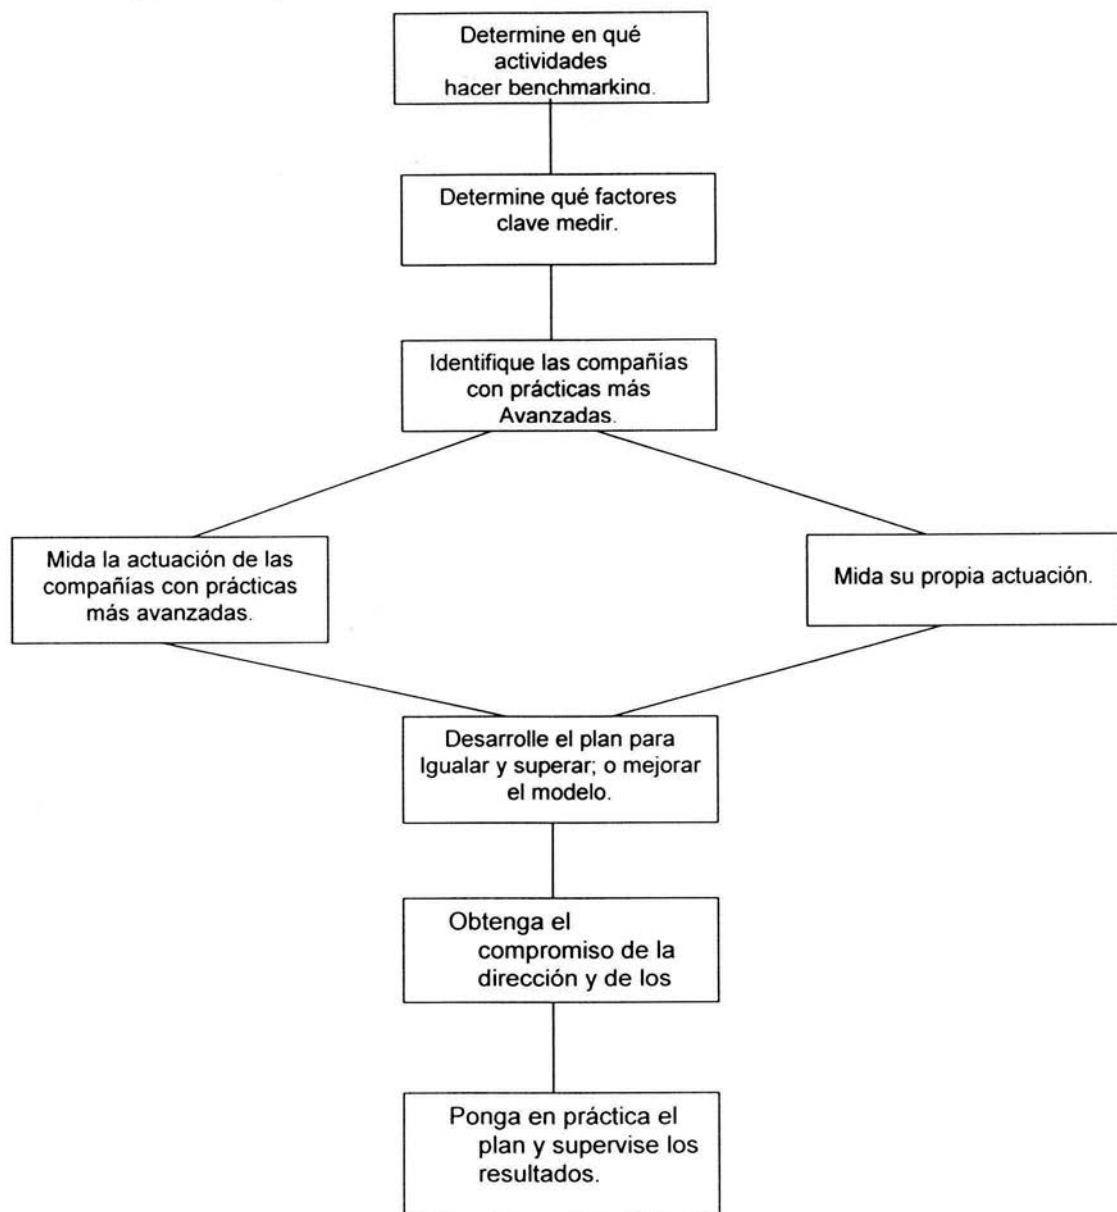 Determine en qué
actividades
hacer benchmarking.
Determine qué factores
clave medir.
Identifique las compañías
con prácticas más
Avanzadas.
Mida la actuación de las
compañías con prácticas
más avanzadas.
Mida su propia actuación.
Desarrolle el plan para
Igualar y superar; o mejorar
el modelo.
Obtenga el
compromiso de la
dirección y de los
Ponga en práctica el
plan y supervise los
resultados.